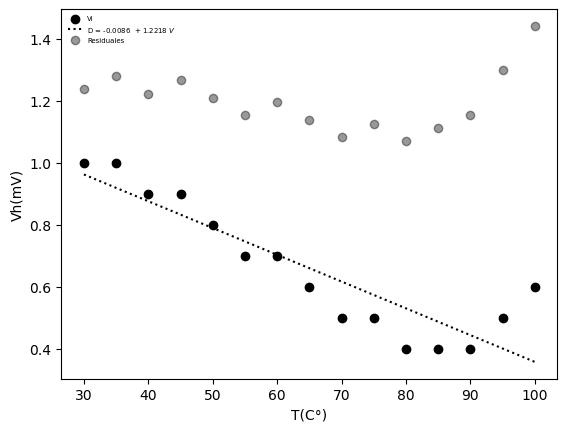 Vi
D = -0.0086 + 1.2218 V
Residuales
1.4
1.2
1.0
0.8
0.6
0.4
Vh(mV)
30 40 50 60 70 80 90 100
T(C°)